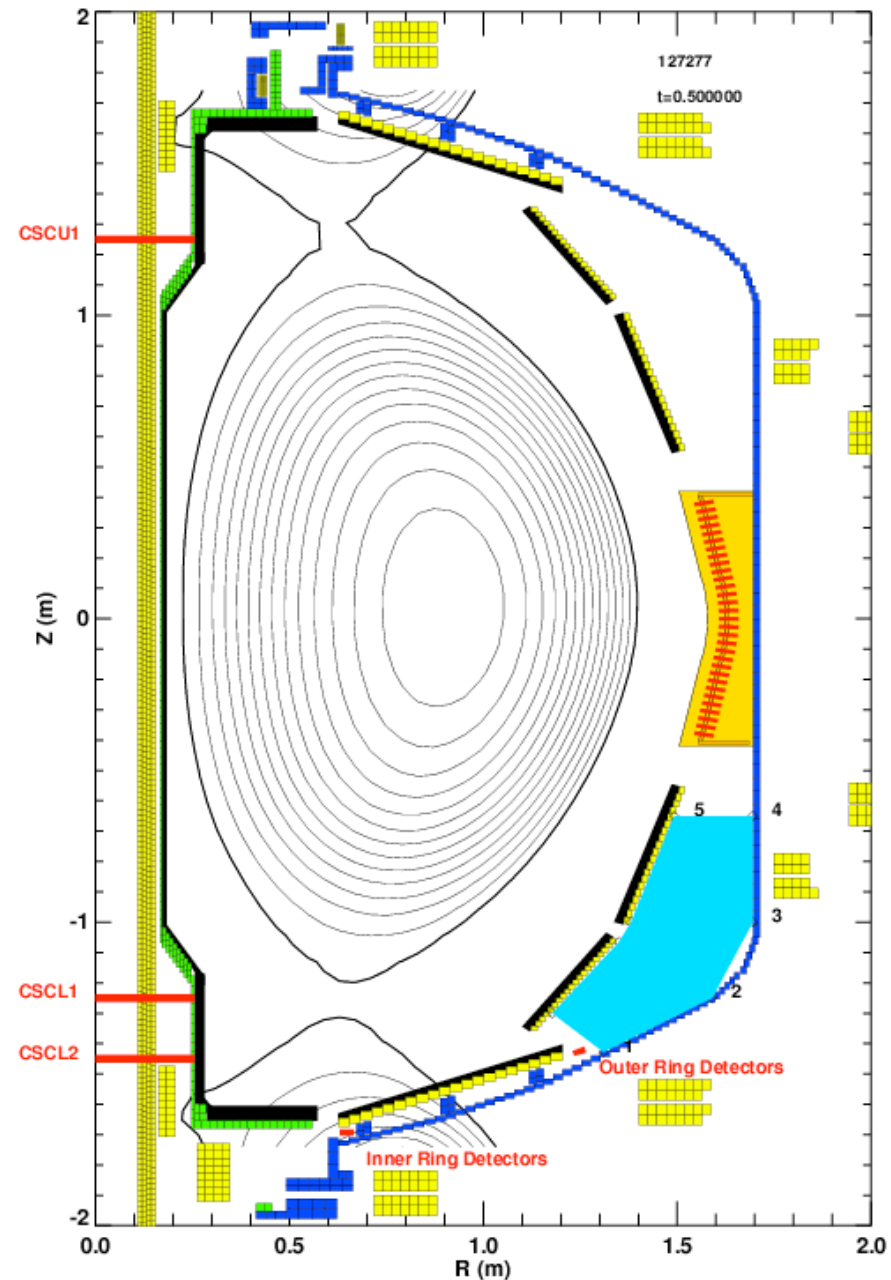 2
127277
t=0.500000
CSCU1
1
Z (m)
0
5
4
-1
3
CSCL1
2
CSCL2
1
Outer Ring Detectors
Inner Ring Detectors
-2
0.0 0.5 1.0 1.5 2.0
R (m)